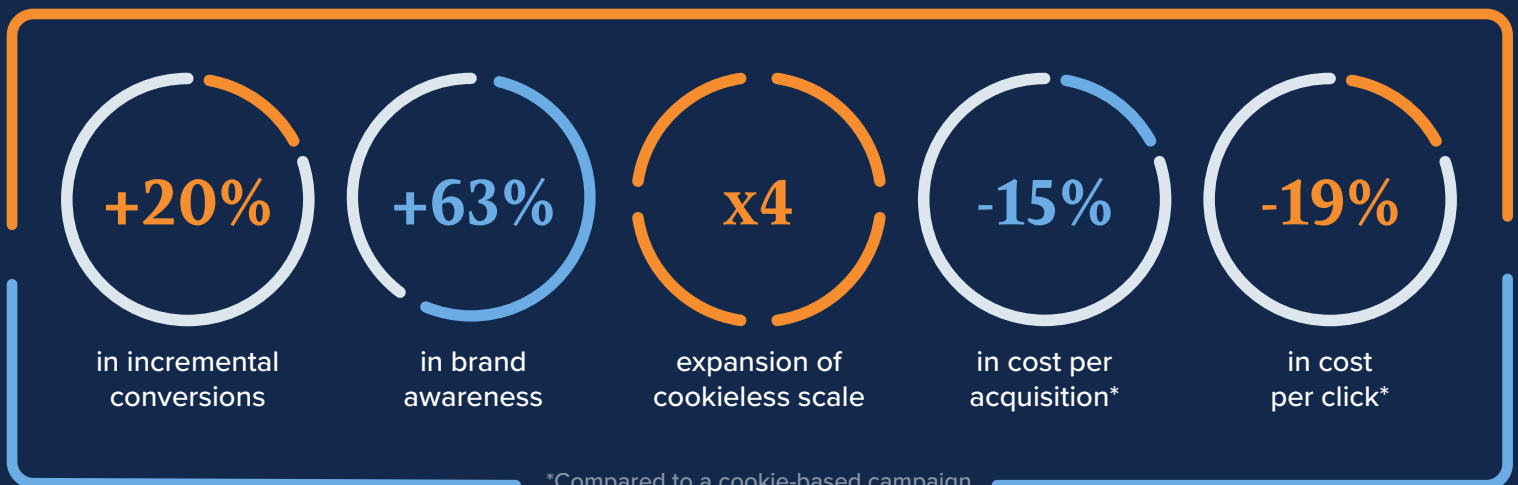 +20%
in incremental
conversions
+63%
in brand
awareness
x4
expansion of
cookieless scale
-15%
in cost per
acquisition*
-19%
in cost
per click*
*Compared to a cookie-based campaign